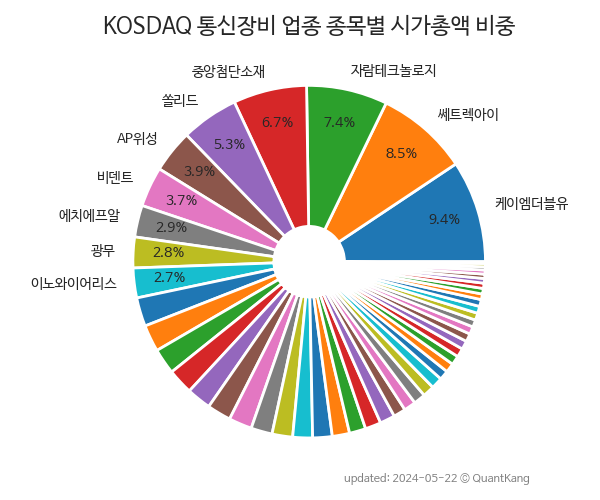 KOSDAQ 통신장비 업종 종목별 시가총액 비중
중앙첨단소재
자람테크놀로지
쏠리드
쎄트렉아이
AP위성
비덴트
케이엠더블유
에치에프알
광무
이노와이어리스
6.7%
7.4%
5.3%
8.5%
3.9%
3.7%
9.4%
2.9%
2.8%
2.7%
updated: 2024-05-22 ⓒ QuantKang